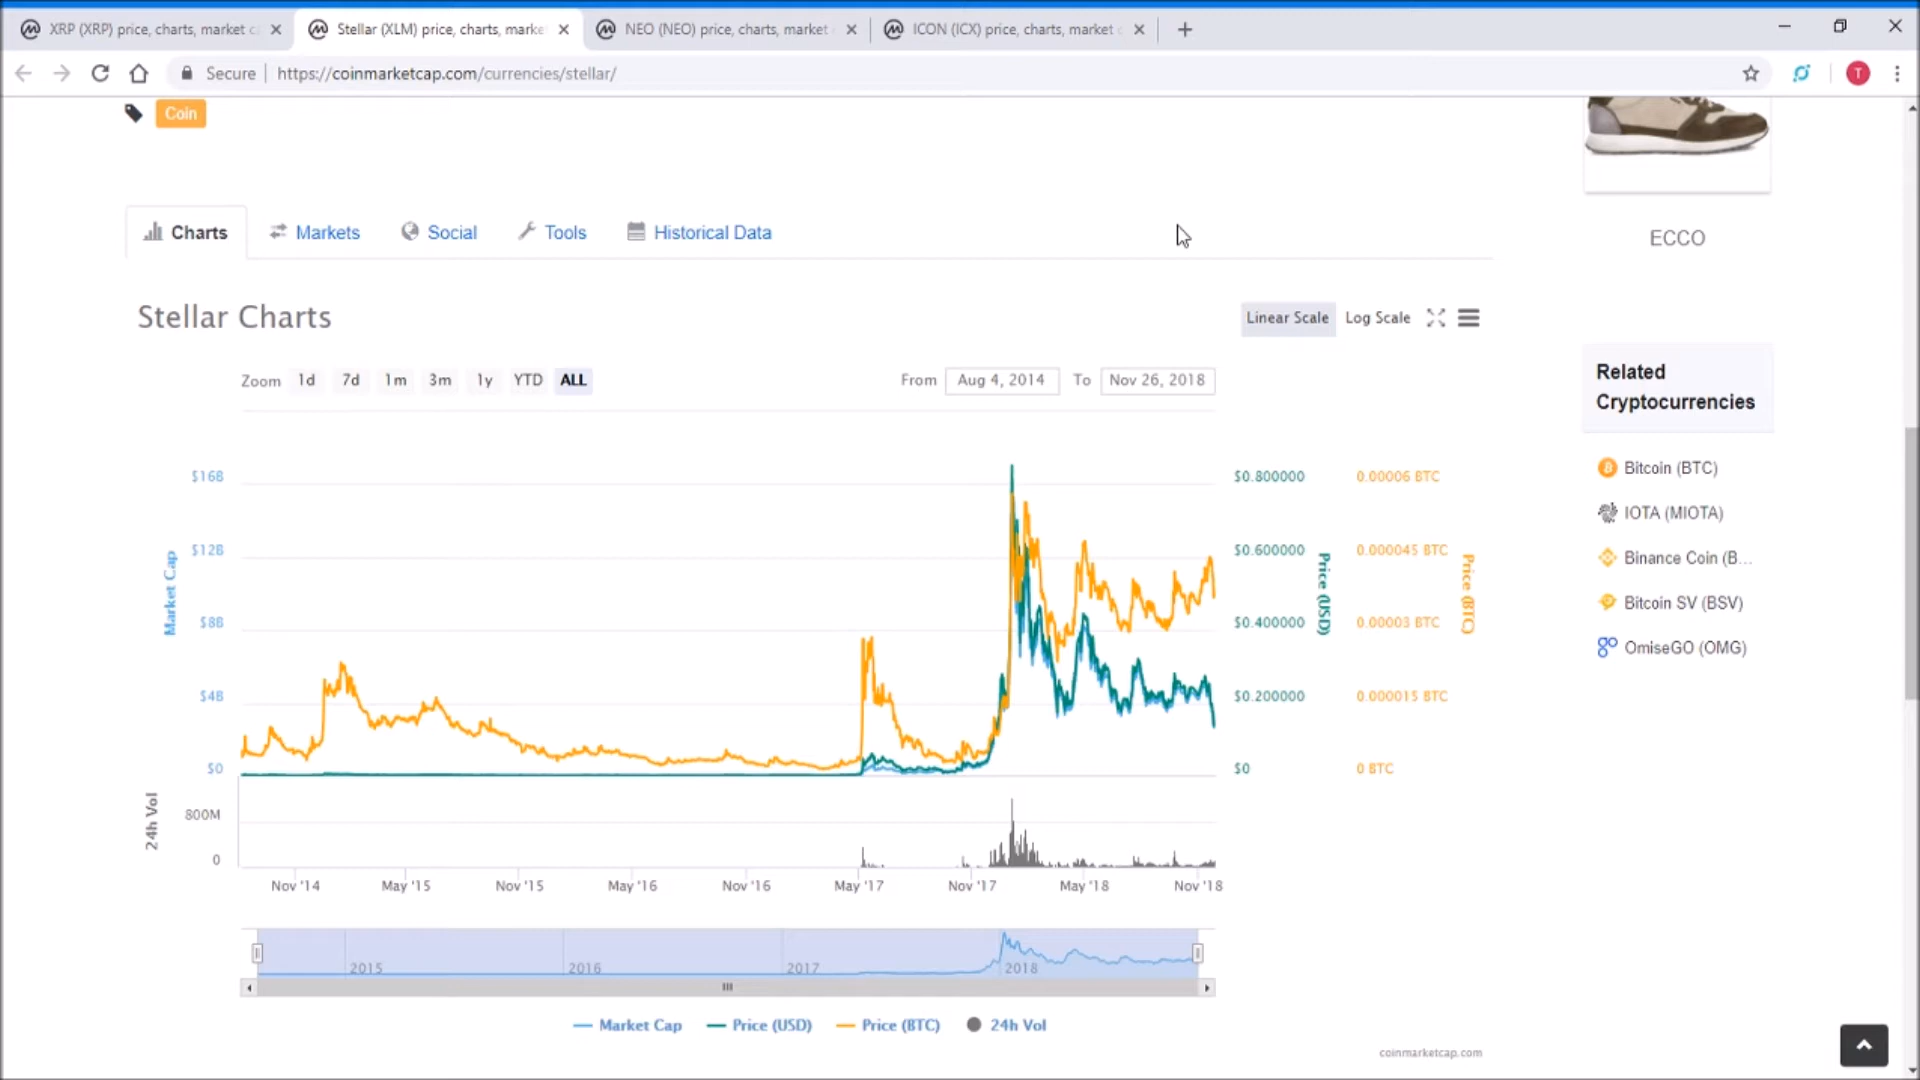 XRP (XRP) price, charts, market c
Stellar (XLM) price, charts, marke
NEO (NEO) price, charts, market
ICON (ICX) price, charts, market c
Secure
https://coinmarketcap.com/currencies/stellar/
T
Coin
Charts
Markets
Social
Tools
Historical Data
ECCO
Stellar Charts
Linear Scale
Log Scale
Zoom 1d 7d 1m 3m 1y YTD ALL
From Aug 4, 2014 To Nov 26, 2018
Related
Cryptocurrencies
Bitcoin (BTC)
IOTA (MIOTA)
Binance Coin (B...
Bitcoin SV (BSV)
OmiseGO (OMG)
Market Cap
$16B
$12B
$8B
$4B
$0
$0.800000
$0.600000
$0.400000
$0.200000
$0
Price (USD)
0.00006 BTC
0.000045 BTC
0.00003 BTC
0.000015 BTC
0 BTC
Price (BTC)
24h Vol
800M
0
Nov '14 May '15 Nov '15 May '16 Nov '16 May '17 Nov '17 May '18 Nov '18
2015 2016 2017 2018
Market Cap Price (USD) Price (BTC) 24h Vol
coinmarketcap.com